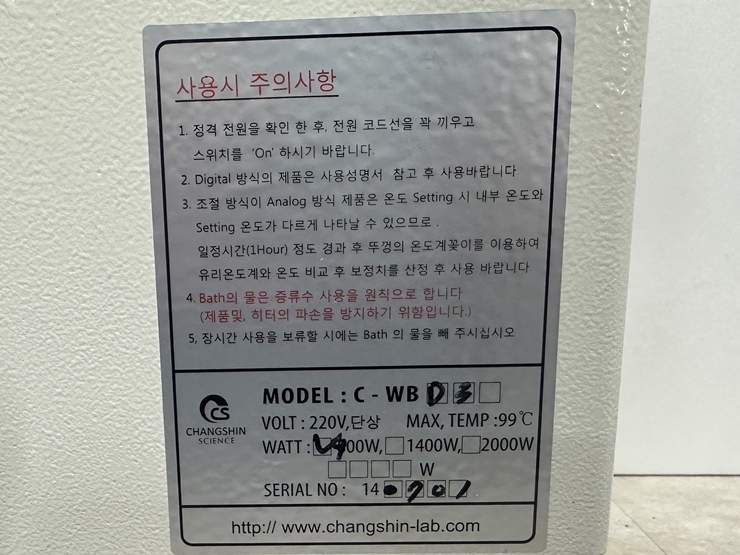 사용시 주의사항
1. 정격 전원을 확인 한 후, 전원 코드선을 꽉 끼우고
스위치를 'On' 하시기 바랍니다.
2. Digital 방식의 제품은 사용성명서 참고 후 사용바랍니다
3. 조절 방식이 Analog 방식 제품은 온도 Setting 시 내부 온도와
Setting 온도가 다르게 나타날 수 있으므로 .
일정시간(1Hour) 정도 경과 후 뚜껑의 온도계꽂이를 이용하여
유리온도계와 온도 비교 후 보정치를 산정 후 사용 바랍니다
4. Bath의 물은 증류수 사용을 원칙으로 합니다
(제품및, 히터의 파손을 방지하기 위함입니다.)
5, 장시간 사용을 보류할 시에는 Bath 의 물을 빼 주시십시오
CS
CHANGSHIN
SCIENCE
MODEL : C - WB D 3
VOLT : 220V,단상 MAX, TEMP :99℃
WATT : 00W, 1400W, 2000W
W
SERIAL NO : 14 701
http:// www.changshin-lab.com